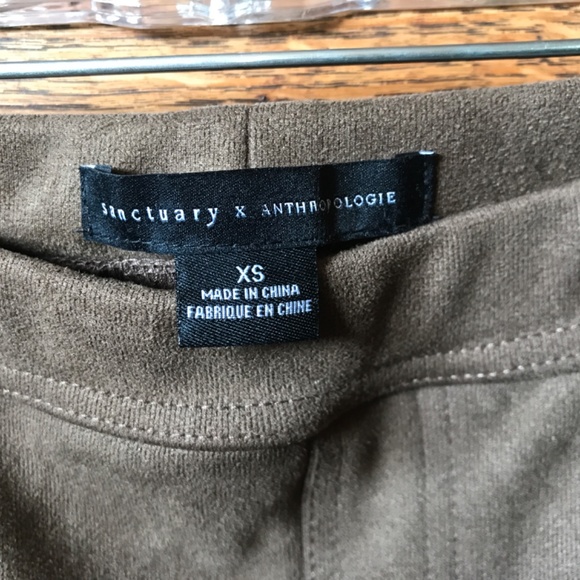 sanctuary x ANTHROPOLOGIE
XS
MADE IN CHINA
FABRIQUE EN CHINE